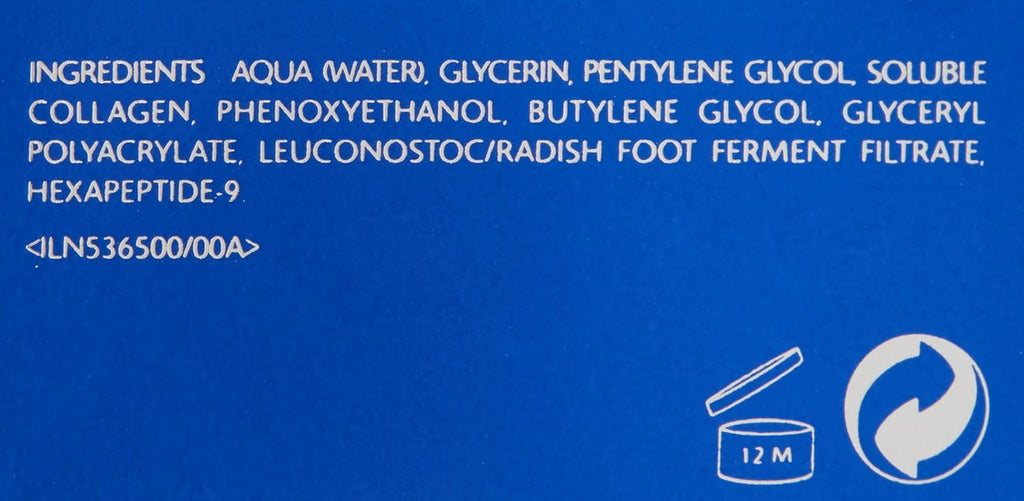 INGREDIENTS AQUA (WATER), GLYCERIN, PENTYLENE GLYCOL, SOLUBLE
COLLAGEN, PHENOXYETHANOL, BUTYLENE GLYCOL, GLYCERYL
POLYACRYLATE, LEUCONOSTOC/RADISH FOOT FERMENT FILTRATE,
HEXAPEPTIDE-9.
<ILN536500/00A>
12 M